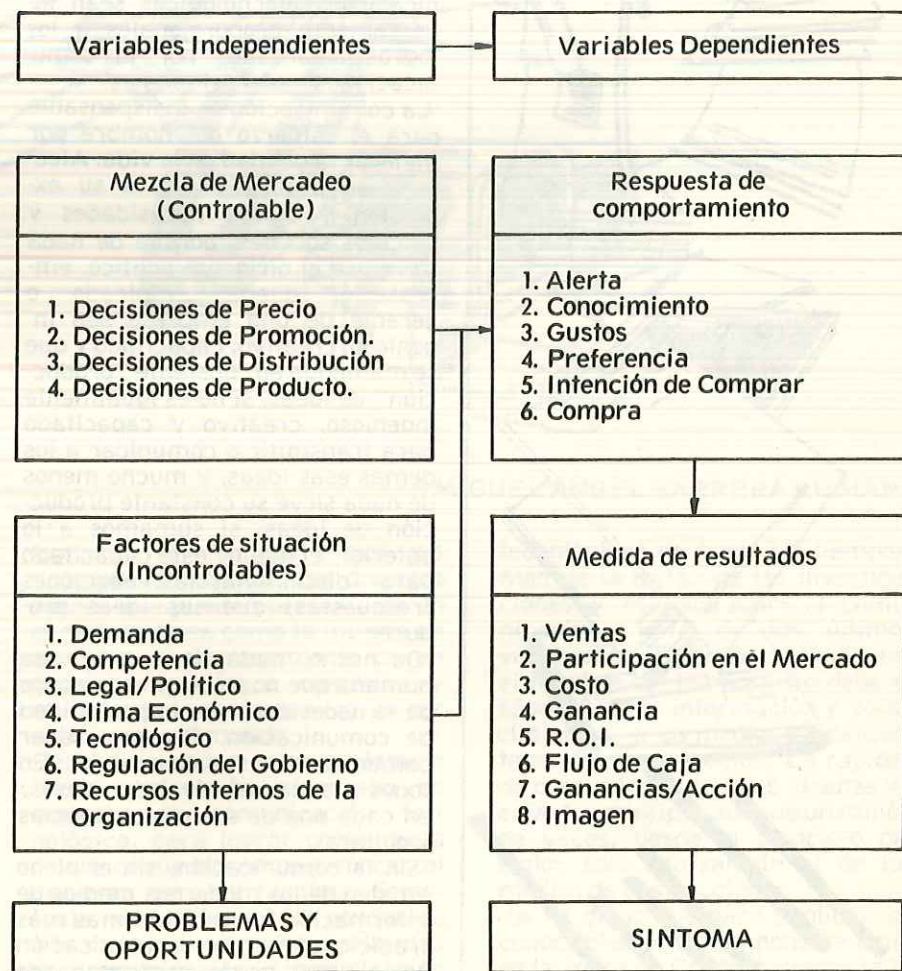 Variables Independientes
Variables Dependientes
Mezcla de Mercadeo
(Controlable)
1. Decisiones de Precio
2. Decisiones de Promoción.
3. Decisiones de Distribución
4. Decisiones de Producto.
Respuesta de
comportamiento
1. Alerta
2. Conocimiento
3. Gustos
4. Preferencia
5. Intención de Comprar
6. Compra
Factores de situación
(Incontrolables)
1. Demanda
2. Competencia
3. Legal/Político
4. Clima Económico
5. Tecnológico
6. Regulación del Gobierno
7. Recursos Internos de la
Organización
Medida de resultados
1. Ventas
2. Participación en el Mercado
3. Costo
4. Ganancia
5. R.O.I.
6. Flujo de Caja
7. Ganancias/Acción
8. Imagen
PROBLEMAS Y
OPORTUNIDADES
SINTOMA